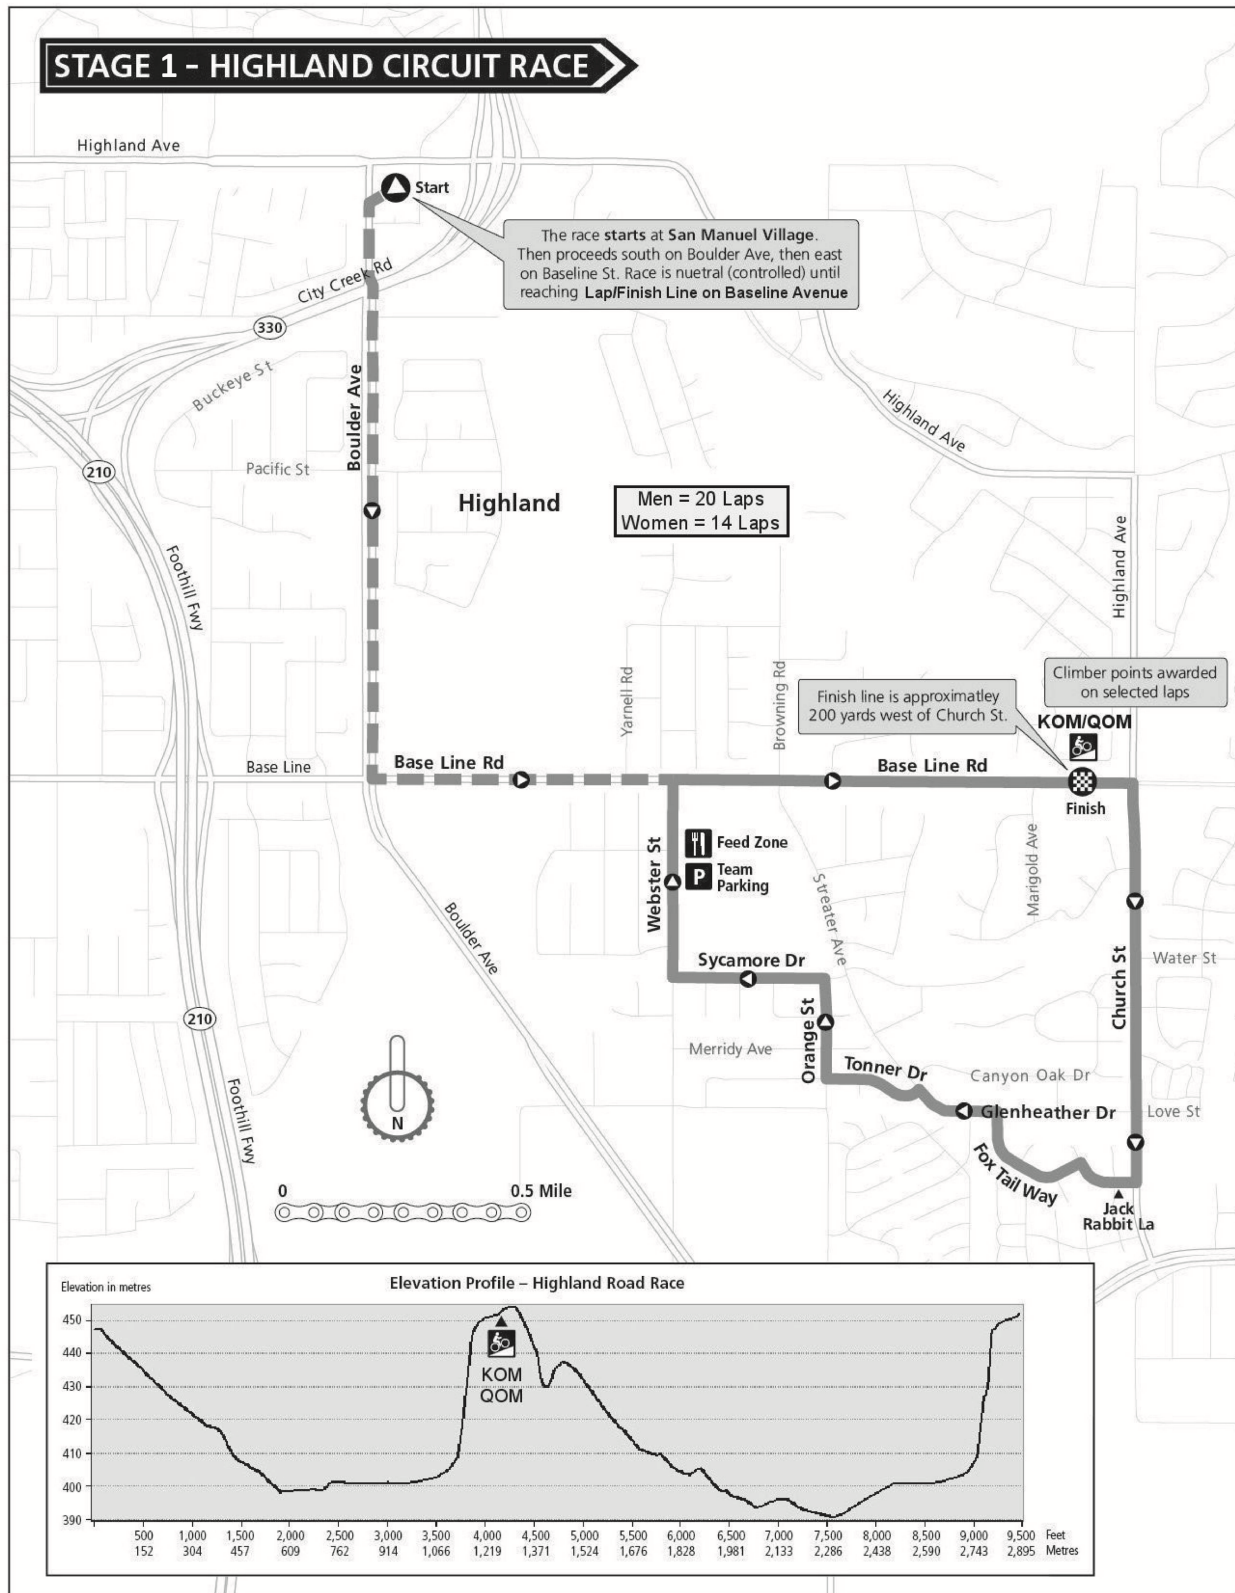 STAGE 1 - HIGHLAND CIRCUIT RACE
Highland Ave
Start
The race starts at San Manuel Village.
Then proceeds south on Boulder Ave, then east
on Baseline St. Race is nuetral (controlled) until
reaching Lap/Finish Line on Baseline Avenue
City Creek Rd
330
Buckeye St
Boulder Ave
Highland Ave
210
Pacific St
Highland
Men = 20 Laps
Women = 14 Laps
Foothill Fwy
Highland Ave
Yarnell Rd
Browning Rd
Climber points awarded
on selected laps
Finish line is approximatley
200 yards west of Church St.
KOM/QOM
Base Line
Base Line Rd
Base Line Rd
Finish
Webster St
Feed Zone
P
Team
Parking
Streater Ave
Marigold Ave
Boulder Ave
Sycamore Dr
Church St
Water St
210
Orange St
Merridy Ave
Tonner Dr
Canyon Oak Dr
Glenheather Dr
Love St
N
Foothill Fwy
Fox Tail Way
0
0.5 Mile
Jack
Rabbit La
Elevation in metres
Elevation Profile – Highland Road Race
450
440
430
420
410
400
390
KOM
QOM
500 1,000 1,500 2,000 2,500 3,000 3,500 4,000 4,500 5,000 5,500 6,000 6,500 7,000 7,500 8,000 8,500 9,000 9,500 Feet
152 304 457 609 762 914 1,066 1,219 1,371 1,524 1,676 1,828 1,981 2,133 2,286 2,438 2,590 2,743 2,895 Metres